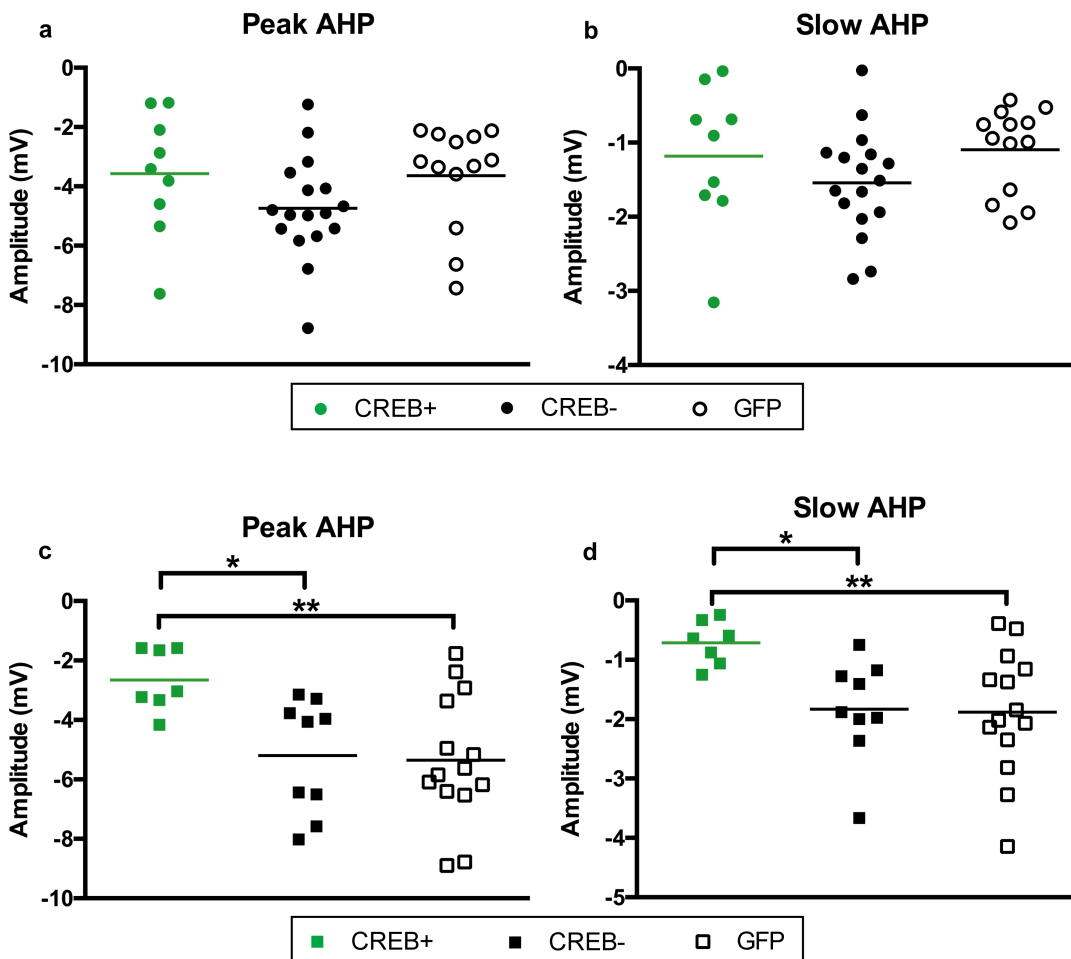 a
Peak AHP
0
-2
-4
-6
-8
-10
Amplitude (mV)
b
Slow AHP
0
-1
-2
-3
-4
Amplitude (mV)
CREB+ CREB- GFP
c
Peak AHP
*
**
0
-2
-4
-6
-8
-10
Amplitude (mV)
d
Slow AHP
*
**
0
-1
-2
-3
-4
-5
Amplitude (mV)
CREB+ CREB- GFP